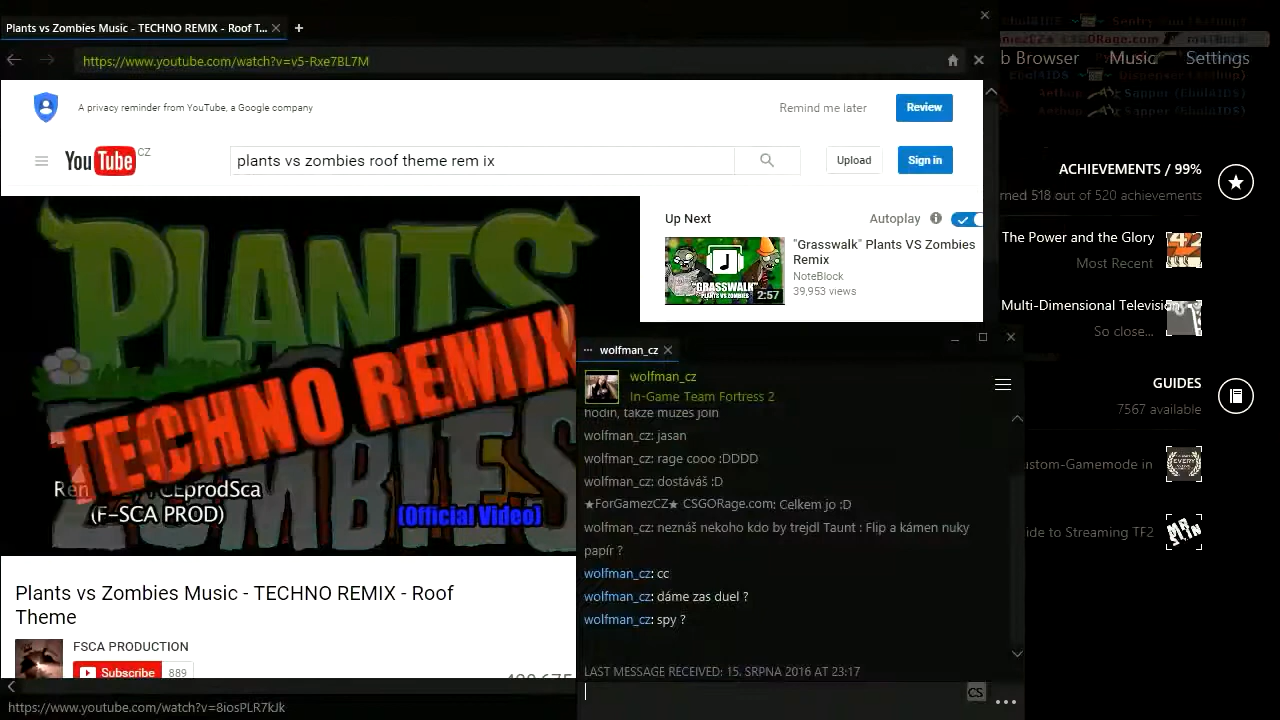 Plants vs Zombies Music - TECHNO REMIX - Roof T...
https://www.youtube.com/watch?v=v5-Rxe7BL7M
b Browser
Music
Settings
A privacy reminder from YouTube, a Google company
Remind me later
Review
YouTube CZ
plants vs zombies roof theme rem ix
Upload
Sign in
PLANTS
ZOMBIES
TECHNO REMIX
(F-SCA PROD)
(Official Video)
Up Next
Autoplay
"Grasswalk" Plants VS Zombies
Remix
NoteBlock
39,953 views
"GRASSWALK"
PLANTS VS ZOMBIES
2:57
Plants vs Zombies Music - TECHNO REMIX - Roof
Theme
FSCA PRODUCTION
Subscribe
889
https://www.youtube.com/watch?v=8iosPLR7kJk
wolfman_cz
wolfman_cz
In-Game Team Fortress 2
hodin, takže můžeš join
wolfman_cz: jasan
wolfman_cz: rage cooo :DDDD
wolfman_cz: dostáváš :D
★ForGamezCZ★ CSGORage.com: Celkem jo :D
wolfman_cz: neznáš nekoho kdo by trejdl Taunt : Flip a kámen nuky
papír ?
wolfman_cz: cc
wolfman_cz: dáme zas duel ?
wolfman_cz: spy ?
LAST MESSAGE RECEIVED: 15. SRPNA 2016 AT 23:17
CS
ACHIEVEMENTS / 99%
rned 518 out of 520 achievements
The Power and the Glory
Most Recent
Multi-Dimensional Televisio
So close...
GUIDES
7567 available
ustom-Gamemode in
ide to Streaming TF2